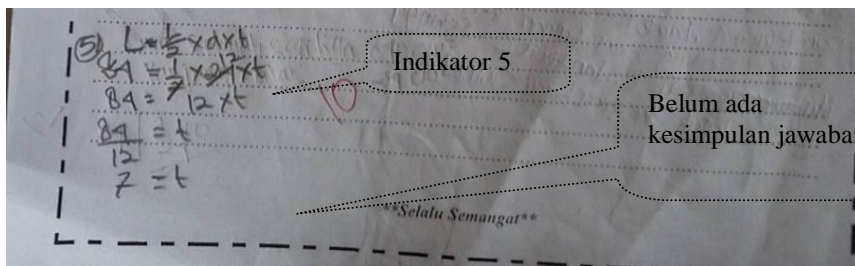 5) L = 1/2 x a x t
84 = 1/2 x 24 12 x t
84 = 12 x t
84/12 = t
7 = t
10
Indikator 5
Belum ada
kesimpulan jawaba
**Selalu Semangat**